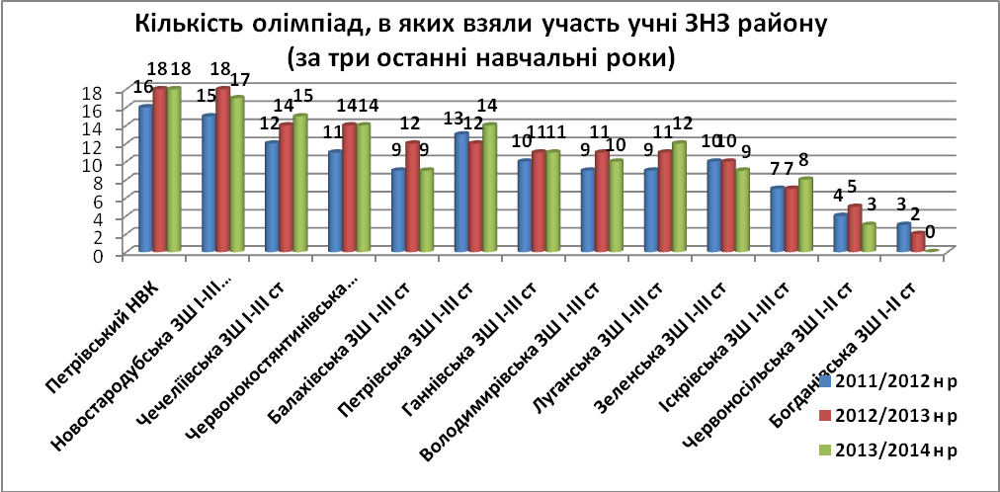 Кількість олімпіад, в яких взяли участь учні ЗНЗ району
(за три останні навчальні роки)
18
16
14
12
10
8
6
4
2
0
16 18 18
15 18 17
12 14 15
11 14 14
9 12 9
13 12 14
10 11 11
9 11 10
9 11 12
10 10 9
7 7 8
4 5 3
3 2 0
Петрівський НВК
Новостародубська ЗШ І-ІІІ...
Чечеліївська ЗШ І-ІІІ ст
Червонокостянтинівська...
Балахівська ЗШ І-ІІІ ст
Петрівська ЗШ І-ІІІ ст
Ганнівська ЗШ І-ІІІ ст
Володимирівська ЗШ І-ІІІ ст
Луганська ЗШ І-ІІІ ст
Зеленська ЗШ І-ІІІ ст
Іскрівська ЗШ І-ІІІ ст
Червоносільська ЗШ І-ІІ ст
Богданівська ЗШ І-ІІ ст
2011/2012 н р
2012/2013 н р
2013/2014 н р